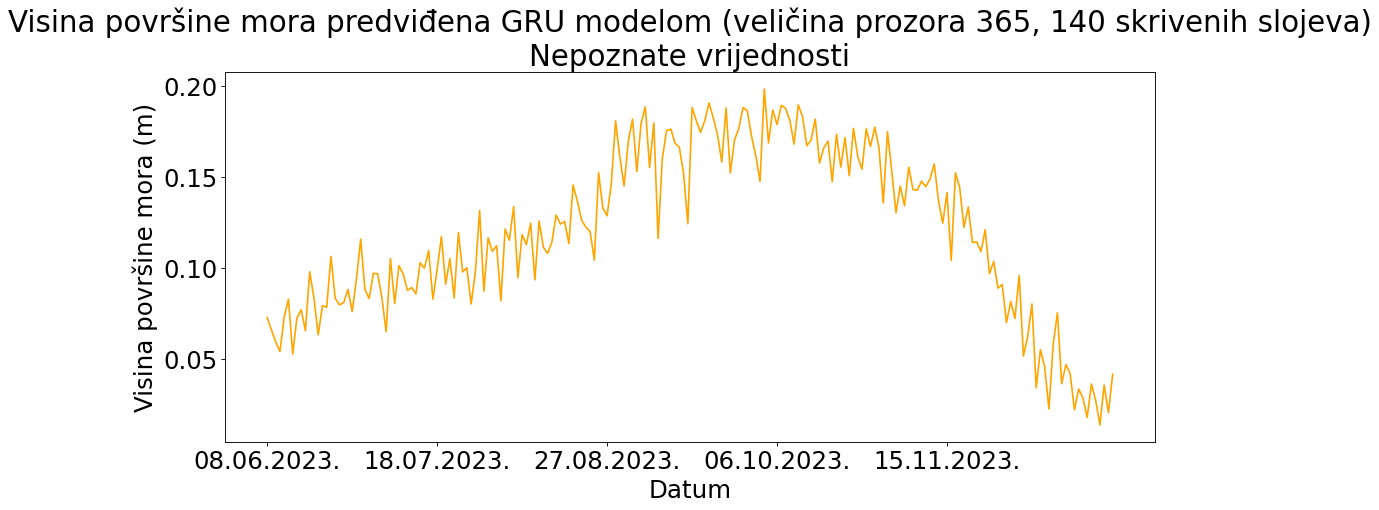 Visina površine mora predviđena GRU modelom (veličina prozora 365, 140 skrivenih slojeva)
Nepoznate vrijednosti
Visina površine mora (m)
0.20
0.15
0.10
0.05
08.06.2023. 18.07.2023. 27.08.2023. 06.10.2023. 15.11.2023.
Datum